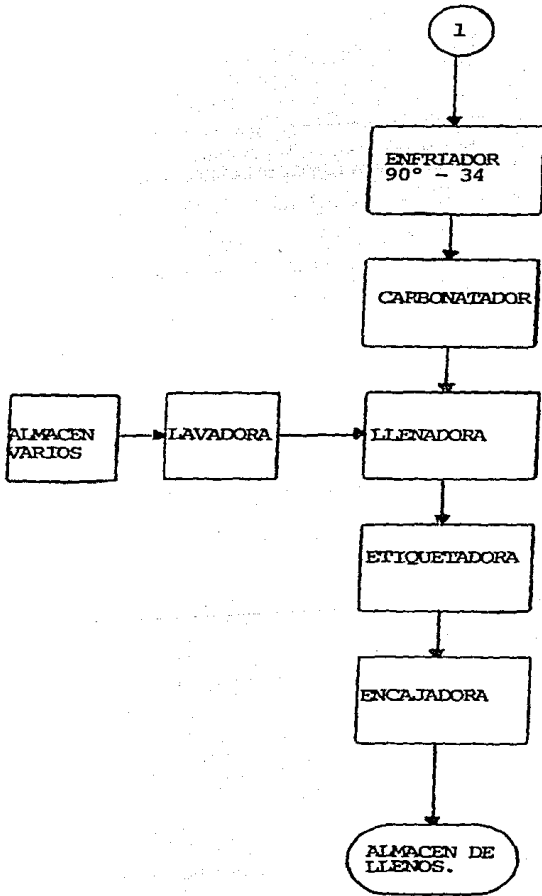 1
ENFRIADOR
90° - 34
CARBONATADOR
ALMACEN
VARIOS
LAVADORA
LLENADORA
ETIQUETADORA
ENCAJADORA
ALMACEN DE
LLENOS.